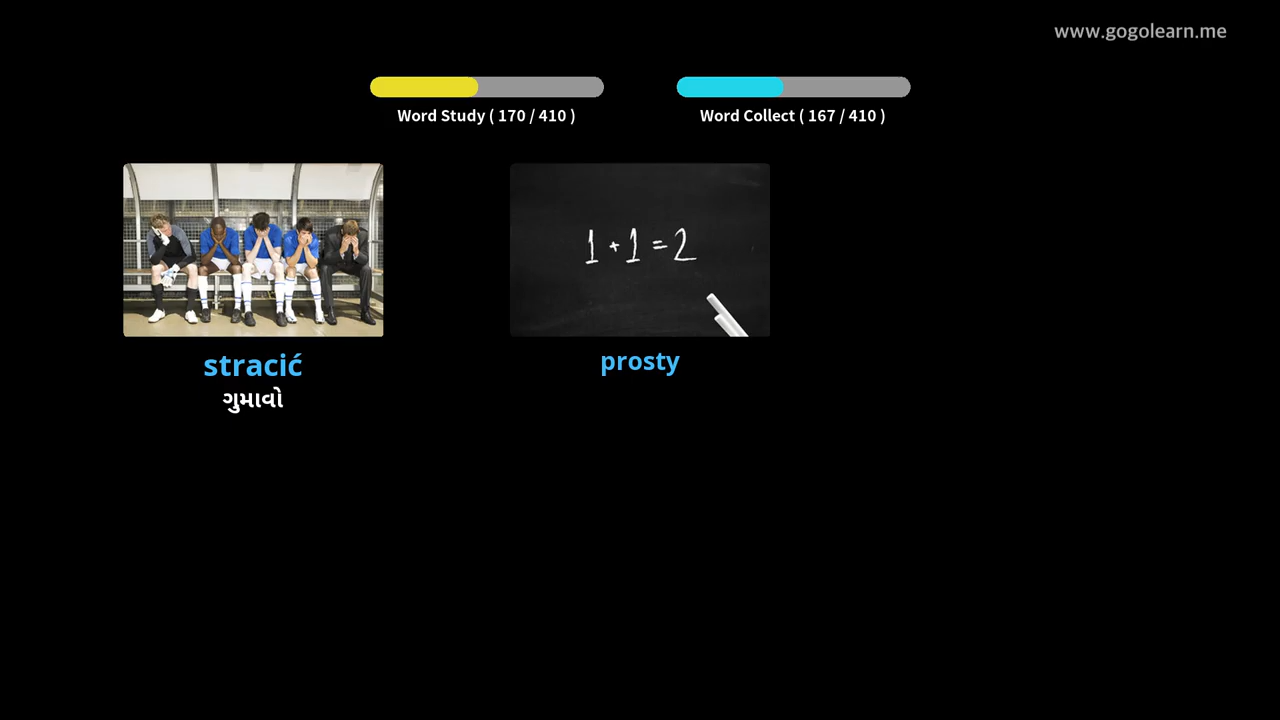 www.gogolearn.me
Word Study ( 170 / 410 )
Word Collect ( 167 / 410 )
1 + 1 = 2
stracić
ગુમાવો
prosty